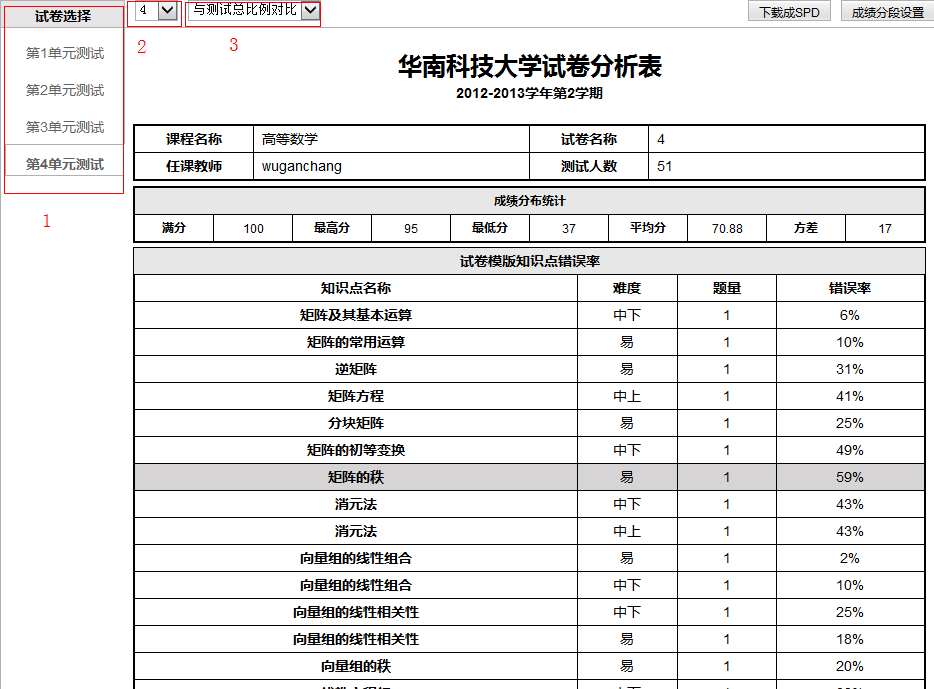 试卷选择
4
与测试总比例对比
下载成SPD
成绩分段设置
第1单元测试
第2单元测试
第3单元测试
第4单元测试
1
2
3
华南科技大学试卷分析表
2012-2013学年第2学期
课程名称 高等数学 试卷名称 4
任课教师 wuganchang 测试人数 51
成绩分布统计
满分 100 最高分 95 最低分 37 平均分 70.88 方差 17
试卷模版知识点错误率
知识点名称 难度 题量 错误率
矩阵及其基本运算 中下 1 6%
矩阵的常用运算 易 1 10%
逆矩阵 易 1 31%
矩阵方程 中上 1 41%
分块矩阵 易 1 25%
矩阵的初等变换 中下 1 49%
矩阵的秩 易 1 59%
消元法 中下 1 43%
消元法 中上 1 43%
向量组的线性组合 易 1 2%
向量组的线性组合 中下 1 10%
向量组的线性相关性 中下 1 25%
向量组的线性相关性 易 1 18%
向量组的秩 易 1 20%